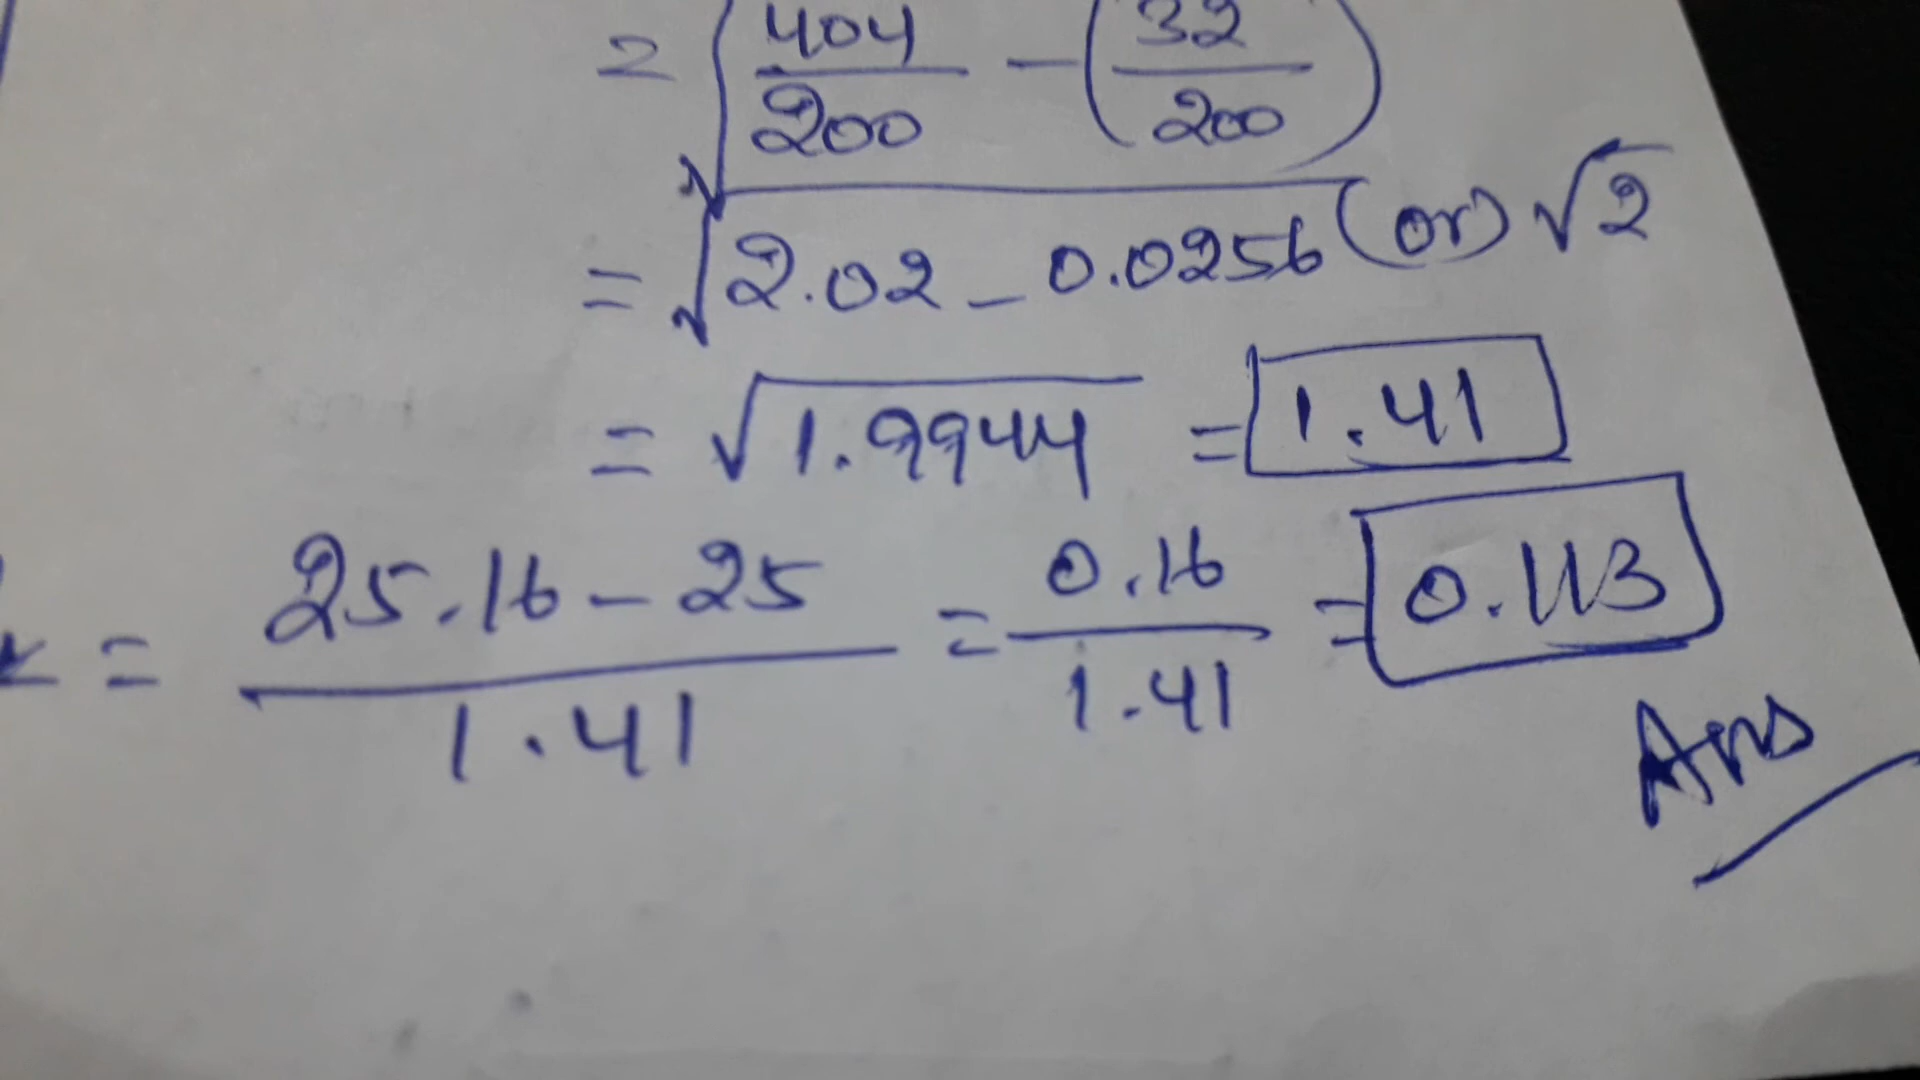 = √ 404/200 - (32/200)
= √ 2.02 - 0.0256 (or) √2
= √ 1.9944 = 1.41
= 25.16 - 25 / 1.41 = 0.16 / 1.41 = 0.113
Ans